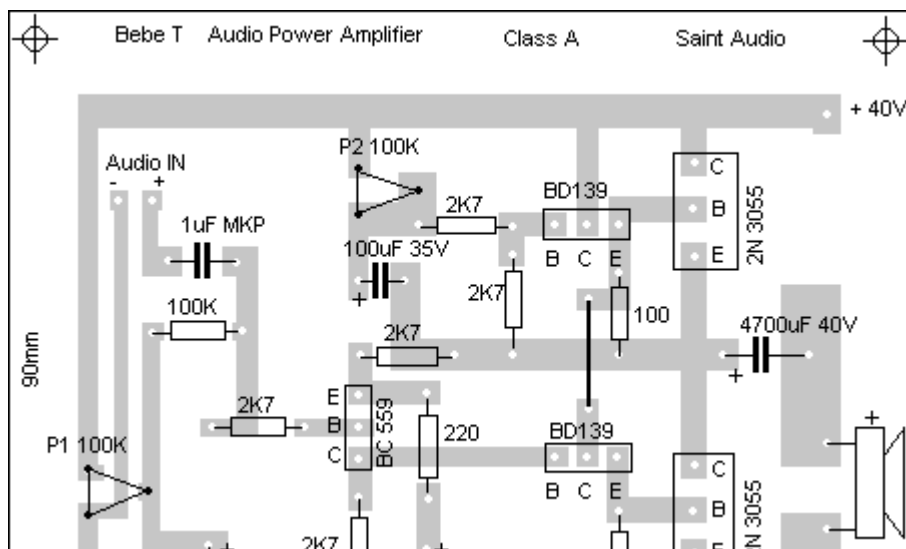 Bebe T Audio Power Amplifier Class A Saint Audio
+ 40V
P2 100K
Audio IN
- +
C
BD139
2K7
B
2N 3055
1uF MKP
100uF 35V
B C E
E
+
2K7
100K
100
4700uF 40V
2K7
+
90mm
E
2K7
B
BC 559
C
220
BD139
+
P1 100K
B C E
C
B
2N 3055
2K7
+
+
E